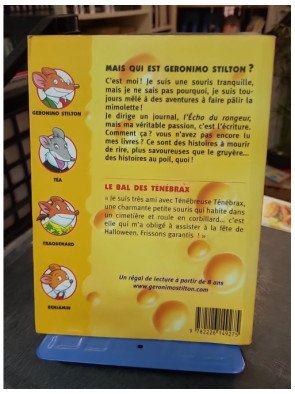 MAIS QUI EST GERONIMO STILTON ?
C'est moi ! Je suis une souris tranquille,
mais je ne sais pas pourquoi, je suis tou-
jours mêlé à des aventures à faire pâlir la
mimolette !
Je dirige un journal, l'Écho du rongeur,
mais ma véritable passion, c'est l'écriture.
Comment ça ? vous n'avez pas encore lu
mes livres ? Ce sont des histoires à mourir
de rire, plus savoureuses que le gruyère...
des histoires au poil, quoi !
GERONIMO STILTON
TÉA
TRAQUENARD
BENJAMIN
LE BAL DES TÉNÉBRAX
« Je suis très ami avec Ténébreuse Ténébrax,
une charmante petite souris qui habite dans
un cimetière et roule en corbillard... c'est
elle qui m'a obligé à assister à la fête de
Halloween. Frissons garantis ! »
Un régal de lecture à partir de 8 ans
www.geronimostilton.com
9 782226 149275